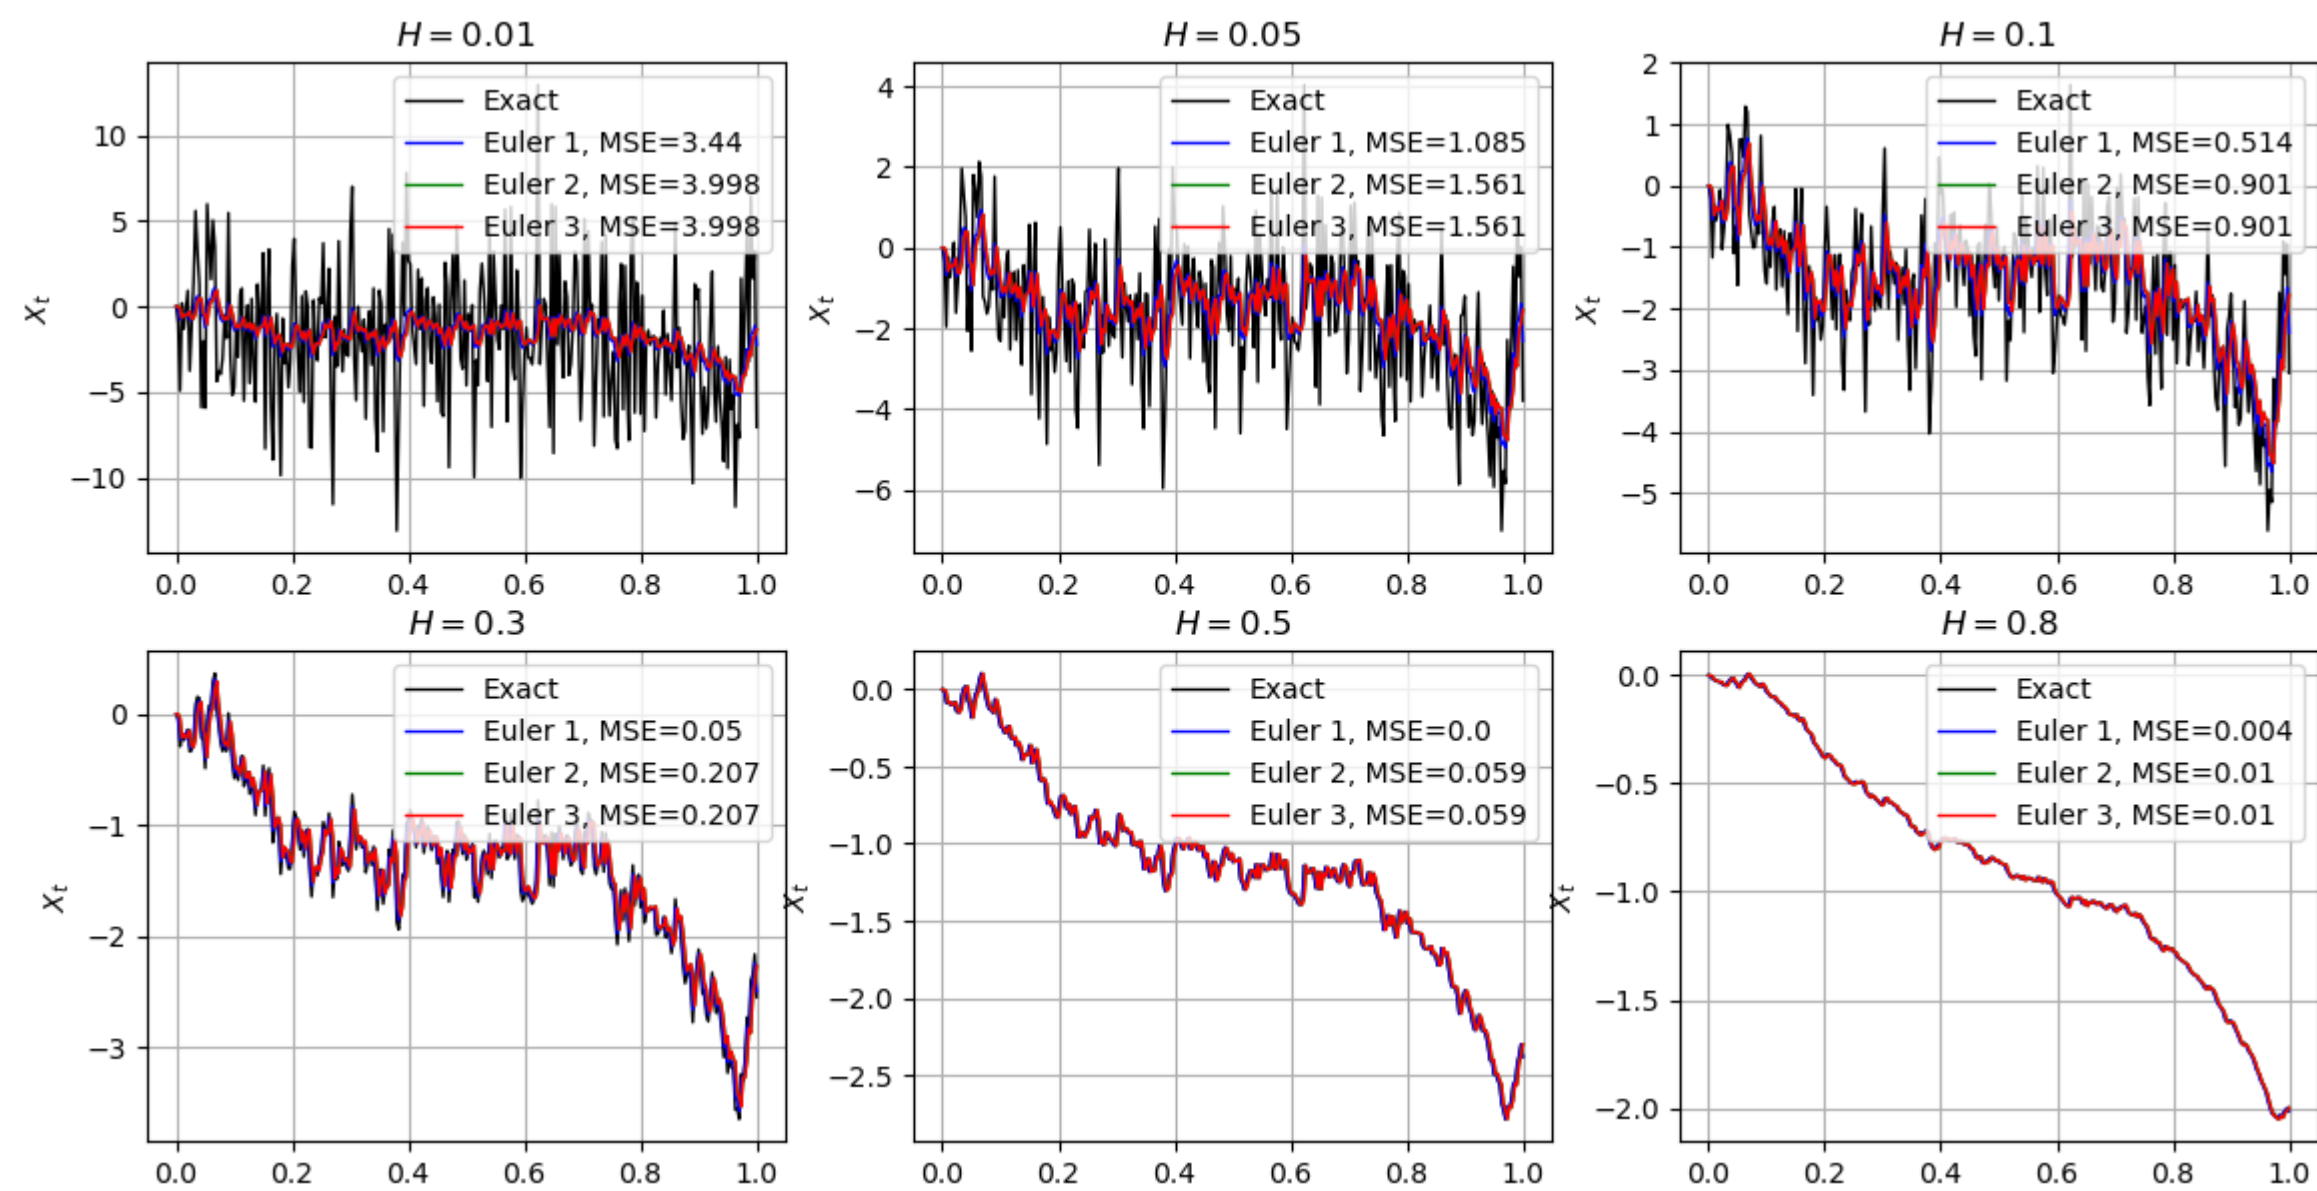 H = 0.01
Exact
Euler 1, MSE=3.44
Euler 2, MSE=3.998
Euler 3, MSE=3.998
10
5
0
−5
−10
Xt
0.0 0.2 0.4 0.6 0.8 1.0
H = 0.05
Exact
Euler 1, MSE=1.085
Euler 2, MSE=1.561
Euler 3, MSE=1.561
4
2
0
−2
−4
−6
Xt
0.0 0.2 0.4 0.6 0.8 1.0
H = 0.1
Exact
Euler 1, MSE=0.514
Euler 2, MSE=0.901
Euler 3, MSE=0.901
2
1
0
−1
−2
−3
−4
−5
Xt
0.0 0.2 0.4 0.6 0.8 1.0
H = 0.3
Exact
Euler 1, MSE=0.05
Euler 2, MSE=0.207
Euler 3, MSE=0.207
0
−1
−2
−3
Xt
0.0 0.2 0.4 0.6 0.8 1.0
H = 0.5
Exact
Euler 1, MSE=0.0
Euler 2, MSE=0.059
Euler 3, MSE=0.059
0.0
−0.5
−1.0
−1.5
−2.0
−2.5
Xt
0.0 0.2 0.4 0.6 0.8 1.0
H = 0.8
Exact
Euler 1, MSE=0.004
Euler 2, MSE=0.01
Euler 3, MSE=0.01
0.0
−0.5
−1.0
−1.5
−2.0
Xt
0.0 0.2 0.4 0.6 0.8 1.0